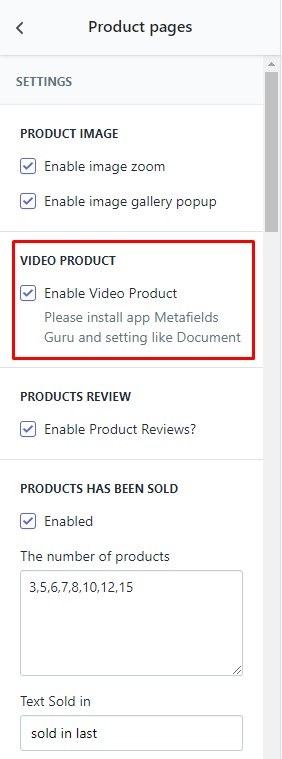 Product pages
SETTINGS
PRODUCT IMAGE
Enable image zoom
Enable image gallery popup
VIDEO PRODUCT
Enable Video Product
Please install app Metafields
Guru and setting like Document
PRODUCTS REVIEW
Enable Product Reviews?
PRODUCTS HAS BEEN SOLD
Enabled
The number of products
3,5,6,7,8,10,12,15
Text Sold in
sold in last